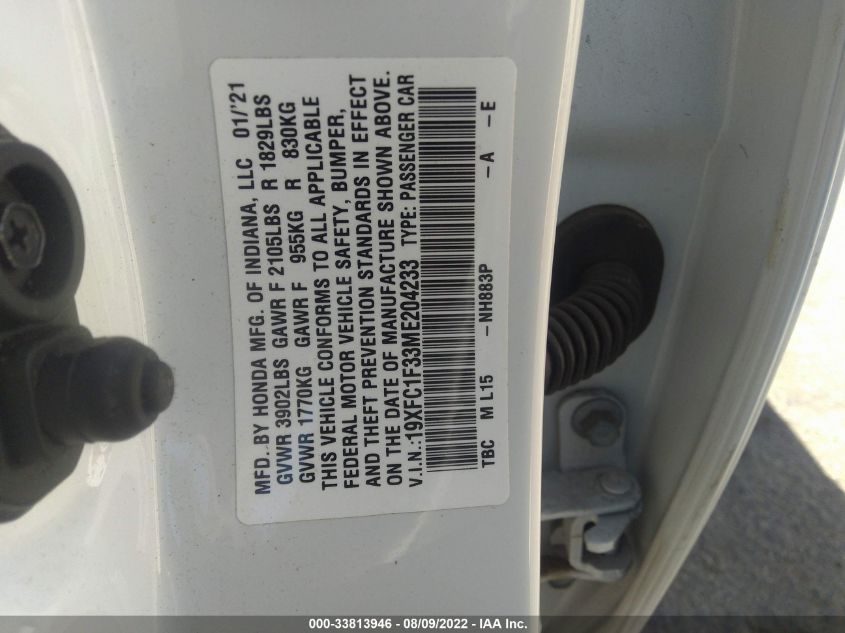 MFD. BY HONDA MFG. OF INDIANA, LLC 01/'21
GVWR 3902LBS GAWR F 2105LBS R 1829LBS
GVWR 1770KG GAWR F 955KG R 830KG
THIS VEHICLE CONFORMS TO ALL APPLICABLE
FEDERAL MOTOR VEHICLE SAFETY, BUMPER,
AND THEFT PREVENTION STANDARDS IN EFFECT
ON THE DATE OF MANUFACTURE SHOWN ABOVE.
V.I.N.:19XFC1F33ME204233 TYPE: PASSENGER CAR
TBC M L15 – NH883P – A – E
000-33813946 - 08/09/2022 - IAA Inc.